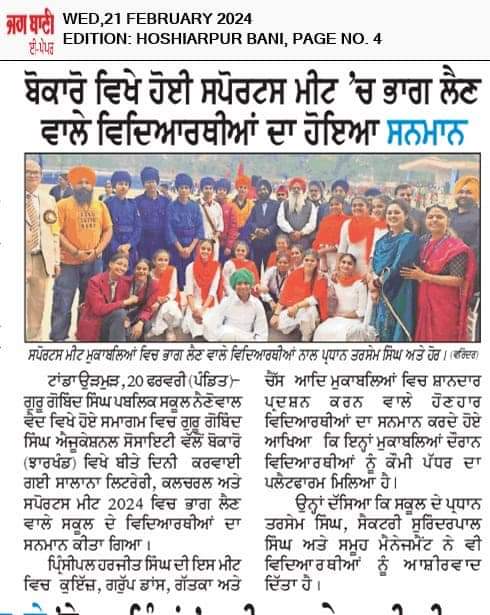 ਜਗ ਬਾਣੀ
ਈ-ਪੇਪਰ
WED,21 FEBRUARY 2024
EDITION: HOSHIARPUR BANI, PAGE NO. 4
ਬੋਕਾਰੋ ਵਿਖੇ ਹੋਈ ਸਪੋਰਟਸ ਮੀਟ ’ਚ ਭਾਗ ਲੈਣ
ਵਾਲੇ ਵਿਦਿਆਰਥੀਆਂ ਦਾ ਹੋਇਆ ਸਨਮਾਨ
ਸਪੋਰਟਸ ਮੀਟ ਮੁਕਾਬਲਿਆਂ ਵਿਚ ਭਾਗ ਲੈਣ ਵਾਲੇ ਵਿਦਿਆਰਥੀਆਂ ਨਾਲ ਪ੍ਰਧਾਨ ਤਰਸੇਮ ਸਿੰਘ ਅਤੇ ਹੋਰ। (ਵਰਿੰਦਰ)
ਟਾਂਡਾ ਉੜਮੁੜ, 20 ਫਰਵਰੀ (ਪੰਡਿਤ)-
ਗੁਰੂ ਗੋਬਿੰਦ ਸਿੰਘ ਪਬਲਿਕ ਸਕੂਲ ਨੈਣੋਵਾਲ
ਵੈਦ ਵਿਖੇ ਹੋਏ ਸਮਾਗਮ ਵਿਚ ਗੁਰੂ ਗੋਬਿੰਦ
ਸਿੰਘ ਐਜੂਕੇਸ਼ਨਲ ਸੋਸਾਇਟੀ ਵੱਲੋਂ ਬੋਕਾਰੋ
(ਝਾਰਖੰਡ) ਵਿਖੇ ਬੀਤੇ ਦਿਨੀ ਕਰਵਾਈ
ਗਈ ਸਾਲਾਨਾ ਲਿਟਰੇਰੀ, ਕਲਚਰਲ ਅਤੇ
ਸਪੋਰਟਸ ਮੀਟ 2024 ਵਿਚ ਭਾਗ ਲੈਣ
ਵਾਲੇ ਸਕੂਲ ਦੇ ਵਿਦਿਆਰਥੀਆਂ ਦਾ
ਸਨਮਾਨ ਕੀਤਾ ਗਿਆ।
ਪ੍ਰਿੰਸੀਪਲ ਹਰਜੀਤ ਸਿੰਘ ਦੀ ਇਸ ਮੀਟ
ਵਿਚ ਕੁਇੱਜ਼, ਗਰੁੱਪ ਡਾਂਸ, ਗੱਤਕਾ ਅਤੇ
ਚੈੱਸ ਆਦਿ ਮੁਕਾਬਲਿਆਂ ਵਿਚ ਸ਼ਾਨਦਾਰ
ਪ੍ਰਦਸ਼ਨ ਕਰਨ ਵਾਲੇ ਹੋਣਹਾਰ
ਵਿਦਿਆਰਥੀਆਂ ਦਾ ਸਨਮਾਨ ਕਰਦੇ ਹੋਏ
ਆਖਿਆ ਕਿ ਇਨ੍ਹਾਂ ਮੁਕਾਬਲਿਆਂ ਦੌਰਾਨ
ਵਿਦਿਆਰਥੀਆਂ ਨੂੰ ਕੌਮੀ ਪੱਧਰ ਦਾ
ਪਲੈਟਫਾਰਮ ਮਿਲਿਆ ਹੈ।
ਉਨ੍ਹਾਂ ਦੱਸਿਆ ਕਿ ਸਕੂਲ ਦੇ ਪ੍ਰਧਾਨ
ਤਰਸੇਮ ਸਿੰਘ, ਸੈਕਟਰੀ ਸੁਰਿੰਦਰਪਾਲ
ਸਿੰਘ ਅਤੇ ਸਮੂਹ ਮੈਨੇਜਮੈਂਟ ਨੇ ਵੀ
ਵਿਦਿਆਰਥੀਆਂ ਨੂੰ ਆਸ਼ੀਰਵਾਦ
ਦਿੱਤਾ ਹੈ।